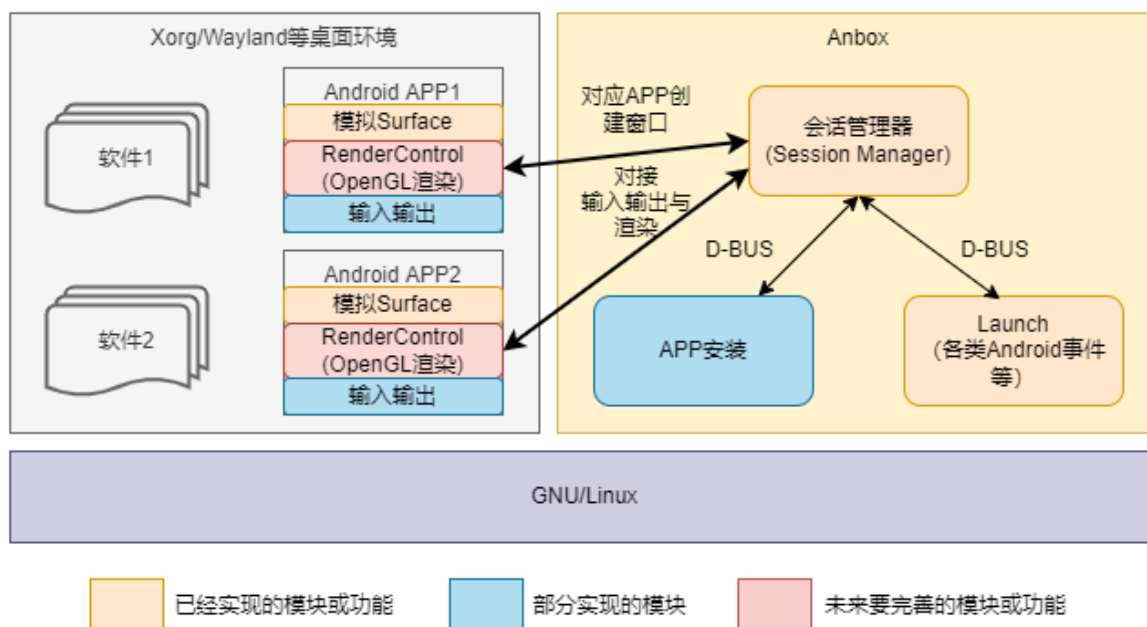 Xorg/Wayland等桌面环境
软件1
Android APP1
模拟Surface
RenderControl
(OpenGL渲染)
输入输出
软件2
Android APP2
模拟Surface
RenderControl
(OpenGL渲染)
输入输出
对应APP创
建窗口
对接
输入输出与
渲染
Anbox
会话管理器
(Session Manager)
D-BUS
D-BUS
APP安装
Launch
(各类Android事件
等)
GNU/Linux
已经实现的模块或功能
部分实现的模块
未来要完善的模块或功能